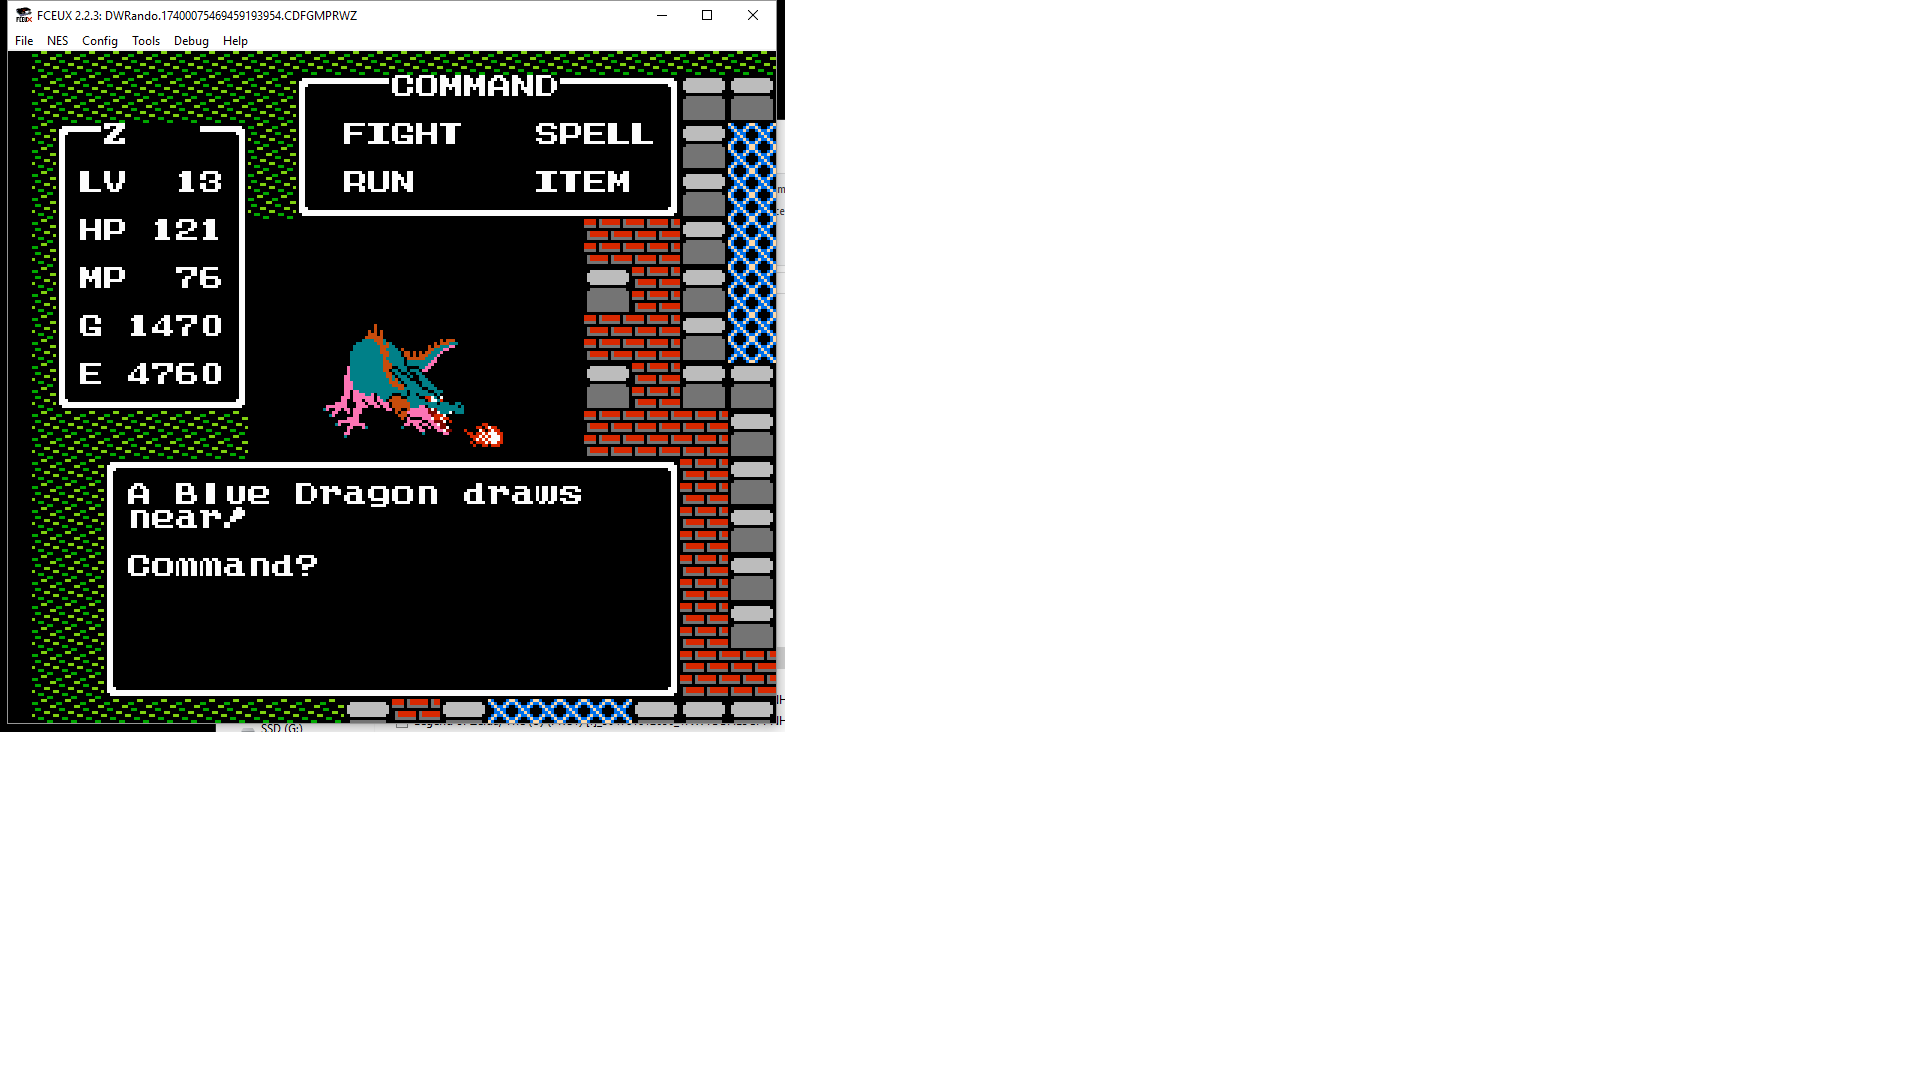 FCEUX 2.2.3: DWRando.17400075469459193954.CDFGMPRWZ
File NES Config Tools Debug Help
COMMAND
FIGHT SPELL
RUN ITEM
Z
LV 13
HP 121
MP 76
G 1470
E 4760
A Blue Dragon draws
near!
Command?
SSD (G:)